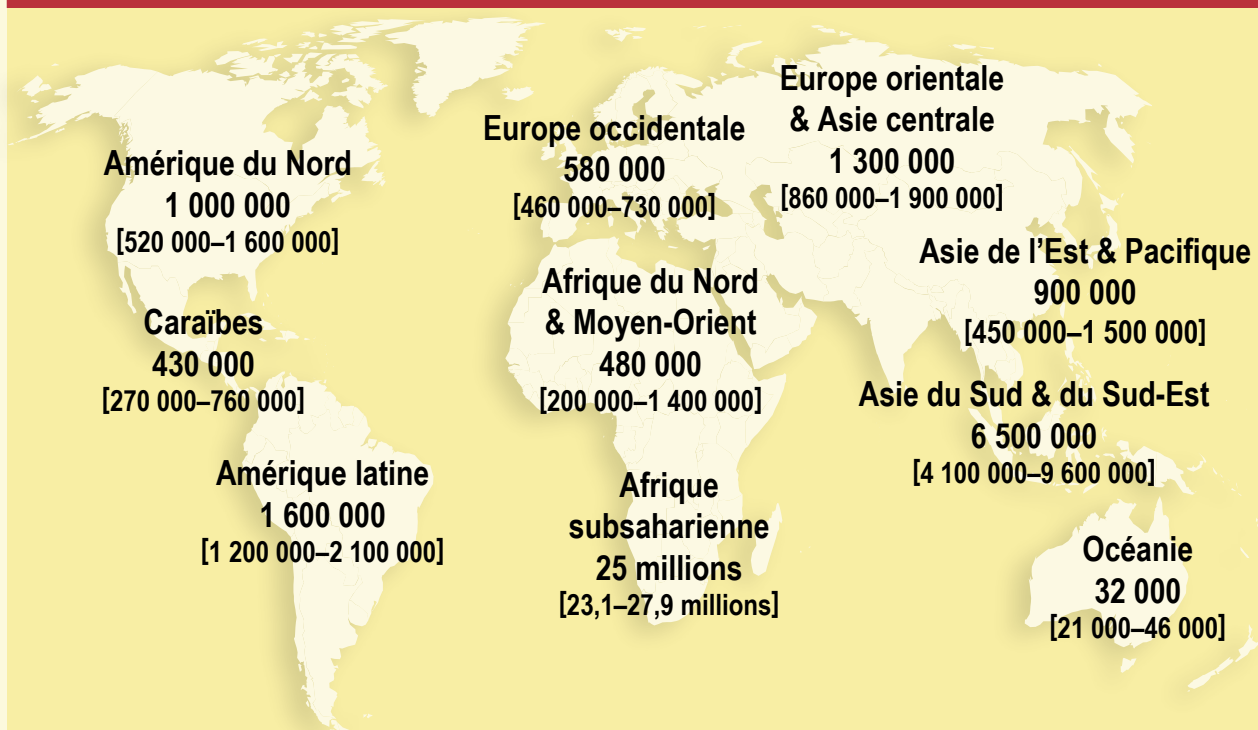 Amérique du Nord
1 000 000
[520 000–1 600 000]
Caraïbes
430 000
[270 000–760 000]
Amérique latine
1 600 000
[1 200 000–2 100 000]
Europe occidentale
580 000
[460 000–730 000]
Afrique du Nord
& Moyen-Orient
480 000
[200 000–1 400 000]
Afrique
subsaharienne
25 millions
[23,1–27,9 millions]
Europe orientale
& Asie centrale
1 300 000
[860 000–1 900 000]
Asie de l’Est & Pacifique
900 000
[450 000–1 500 000]
Asie du Sud & du Sud-Est
6 500 000
[4 100 000–9 600 000]
Océanie
32 000
[21 000–46 000]